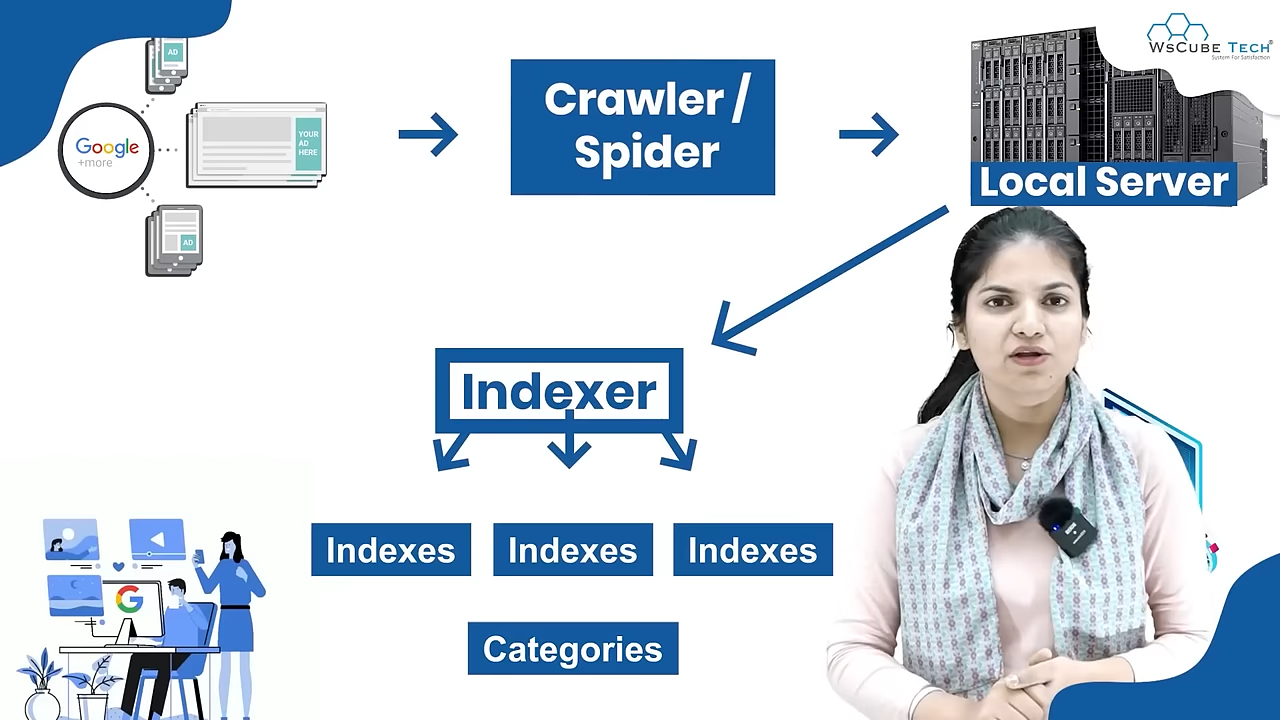 AD
Google
+more
YOUR
AD
HERE
AD
Crawler /
Spider
Local Server
WsCube Tech®
System For Satisfaction
Indexer
Indexes
Indexes
Indexes
Categories
G